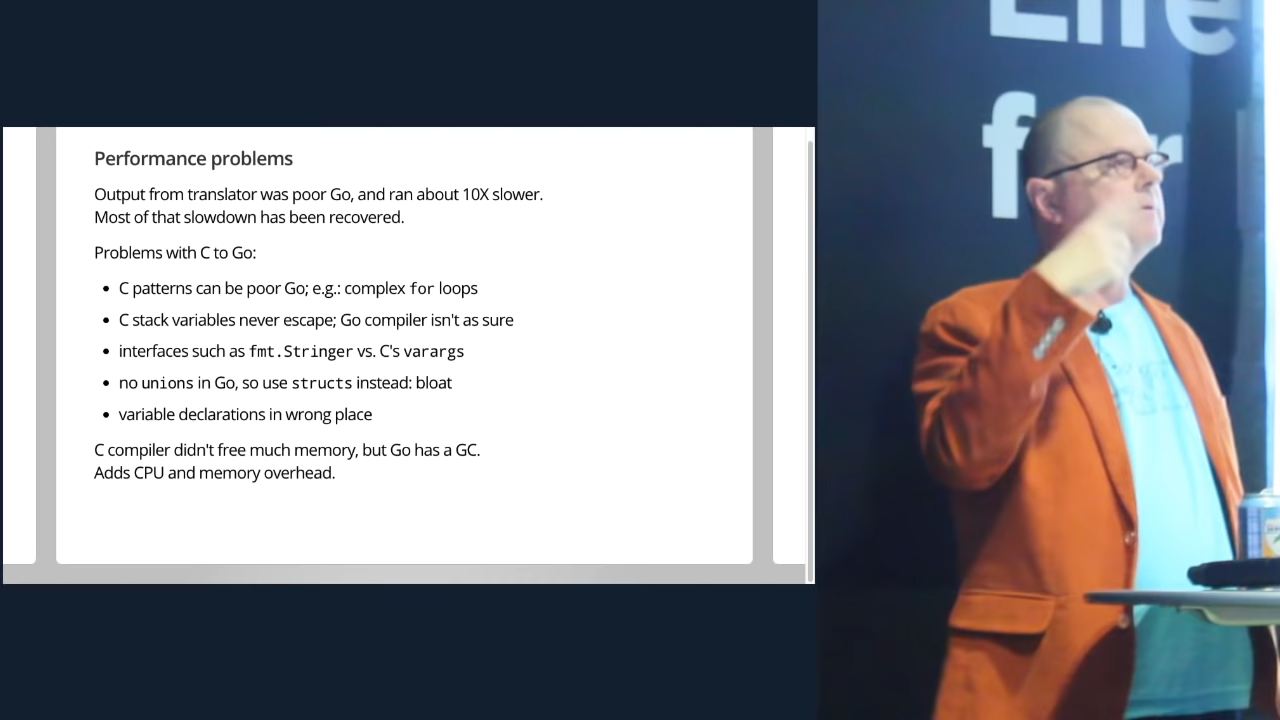 Performance problems
Output from translator was poor Go, and ran about 10X slower.
Most of that slowdown has been recovered.
Problems with C to Go:
C patterns can be poor Go; e.g.: complex for loops
C stack variables never escape; Go compiler isn't as sure
interfaces such as fmt.Stringer vs. C's varargs
no unions in Go, so use structs instead: bloat
variable declarations in wrong place
C compiler didn't free much memory, but Go has a GC.
Adds CPU and memory overhead.
Life